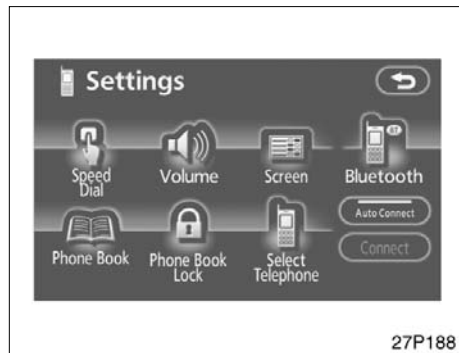 Settings
Speed
Dial
Volume
Screen
Bluetooth
Auto Connect
Phone Book
Phone Book
Lock
Select
Telephone
Connect
27P188